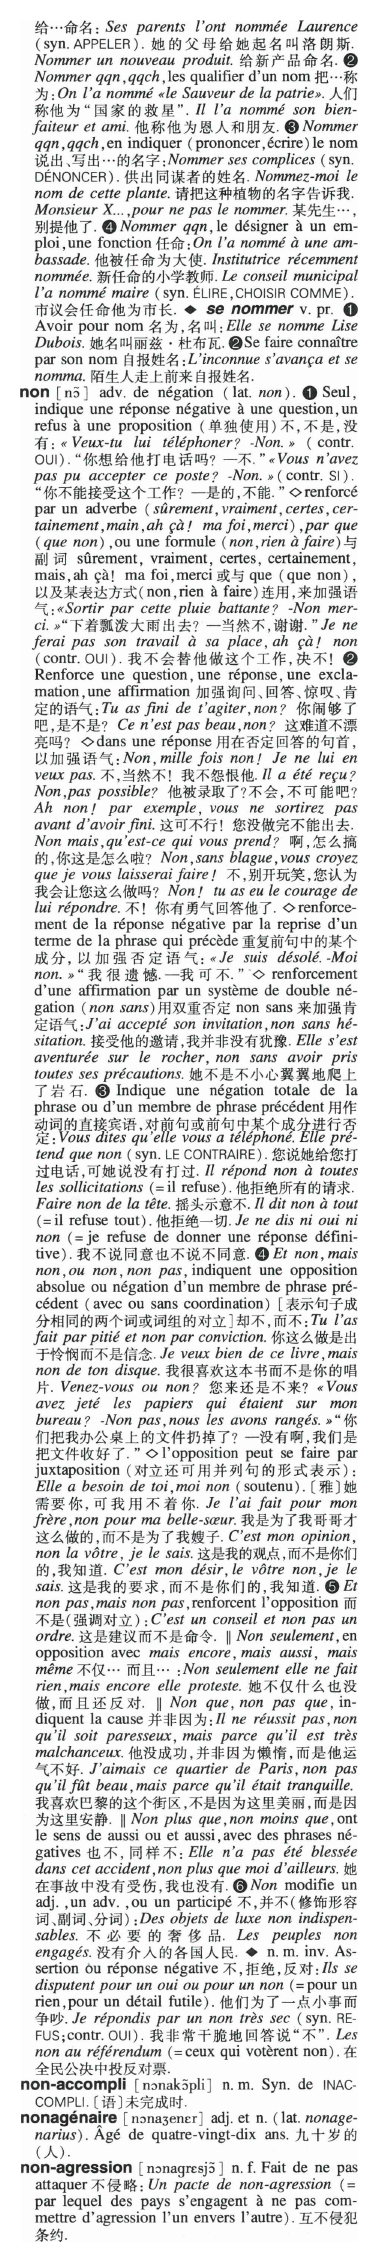 给…命名: Ses parents l'ont nommée Laurence
(syn. APPELER). 她的父母给她起名叫洛朗斯.
Nommer un nouveau produit. 给新产品命名. ❷
Nommer qqn,qqch,les qualifier d'un nom 把…称
为:On l'a nommé «le Sauveur de la patrie». 人们
称他为“国家的救星”. Il l'a nommé son bien-
faiteur et ami. 他称他为恩人和朋友. ❸ Nommer
qqn,qqch,en indiquer (prononcer,écrire) le nom
说出、写出…的名字:Nommer ses complices (syn.
DÉNONCER). 供出同谋者的姓名. Nommez-moi le
nom de cette plante. 请把这种植物的名字告诉我.
Monsieur X...,pour ne pas le nommer. 某先生…,
别提他了. ❹ Nommer qqn, le désigner à un em-
ploi,une fonction 任命:On l'a nommé à une am-
bassade. 他被任命为大使. Institutrice récemment
nommée. 新任命的小学教师. Le conseil municipal
l'a nommé maire (syn. ÉLIRE,CHOISIR COMME).
市议会任命他为市长. ◆ se nommer v. pr. ❶
Avoir pour nom 名为,名叫:Elle se nomme Lise
Dubois. 她名叫丽兹·杜布瓦. ❷Se faire connaître
par son nom 自报姓名:L'inconnue s'avança et se
nomma. 陌生人走上前来自报姓名.
non [nɔ̃] adv. de négation (lat. non). ❶ Seul,
indique une réponse négative à une question,un
refus à une proposition (单独使用)不,不是,没
有: « Veux-tu lui téléphoner? -Non. » ( contr.
OUI). “你想给他打电话吗? —不.”«Vous n'avez
pas pu accepter ce poste? -Non. »(contr. SI).
“你不能接受这个工作? —是的,不能.”◇renforcé
par un adverbe (sûrement,vraiment,certes,cer-
tainement,main,ah çà! ma foi,merci),par que
(que non),ou une formule (non,rien à faire)与
副词 sûrement, vraiment, certes, certainement,
mais,ah çà! ma foi,merci 或与 que (que non),
以及某表达方式(non,rien à faire)连用,来加强语
气:«Sortir par cette pluie battante? -Non mer-
ci. »“下着瓢泼大雨出去? —当然不,谢谢.”Je ne
ferai pas son travail à sa place, ah çà! non
(contr. OUI). 我不会替他做这个工作,决不! ❷
Renforce une question, une réponse, une excla-
mation,une affirmation 加强询问、回答、惊叹、肯
定的语气:Tu as fini de t'agiter,non? 你闹够了
吧,是不是? Ce n'est pas beau,non? 这难道不漂
亮吗? ◇dans une réponse 用在否定回答的句首,
以加强语气:Non,mille fois non! Je ne lui en
veux pas. 不,当然不! 我不怨恨他. Il a été reçu?
Non,pas possible? 他被录取了?不会,不可能吧?
Ah non! par exemple, vous ne sortirez pas
avant d'avoir fini. 这可不行! 您没做完不能出去.
Non mais,qu'est-ce qui vous prend? 啊,怎么搞
的,你这是怎么啦? Non,sans blague,vous croyez
que je vous laisserai faire! 不,别开玩笑,您认为
我会让您这么做吗? Non! tu as eu le courage de
lui répondre. 不! 你有勇气回答他了. ◇renforce-
ment de la réponse négative par la reprise d'un
terme de la phrase qui précède 重复前句中的某个
成分, 以加强否定语气: «Je suis désolé. -Moi
non. »“我很遗憾. —我可不.” ◇ renforcement
d'une affirmation par un système de double né-
gation (non sans)用双重否定 non sans 来加强肯
定语气:J'ai accepté son invitation,non sans hé-
sitation. 接受他的邀请,我并非没有犹豫. Elle s'est
aventurée sur le rocher, non sans avoir pris
toutes ses précautions. 她不是不小心翼翼地爬上
了岩石. ❸ Indique une négation totale de la
phrase ou d'un membre de phrase précédent 用作
动词的直接宾语,对前句或前句中某个成分进行否
定:Vous dites qu'elle vous a téléphoné. Elle pré-
tend que non (syn. LE CONTRAIRE). 您说她给您打
过电话,可她说没有打过. Il répond non à toutes
les sollicitations (=il refuse). 他拒绝所有的请求.
Faire non de la tête. 摇头示意不. Il dit non à tout
(=il refuse tout). 他拒绝一切. Je ne dis ni oui ni
non (= je refuse de donner une réponse défini-
tive). 我不说同意也不说不同意. ❹ Et non,mais
non,ou non, non pas, indiquent une opposition
absolue ou négation d'un membre de phrase pré-
cédent (avec ou sans coordination) [表示句子成
分相同的两个词或词组的对立]却不,而不:Tu l'as
fait par pitié et non par conviction. 你这么做是出
于怜悯而不是信念. Je veux bien de ce livre,mais
non de ton disque. 我很喜欢这本书而不是你的唱
片. Venez-vous ou non? 您来还是不来? «Vous
avez jeté les papiers qui étaient sur mon
bureau? -Non pas,nous les avons rangés. »“你
们把我办公桌上的文件扔掉了? —没有啊,我们是
把文件收好了.”◇l'opposition peut se faire par
juxtaposition (对立还可用并列句的形式表示):
Elle a besoin de toi,moi non (soutenu).[雅]她
需要你,可我用不着你. Je l'ai fait pour mon
frère,non pour ma belle-sœur. 我是为了我哥哥才
这么做的,而不是为了我嫂子. C'est mon opinion,
non la vôtre, je le sais. 这是我的观点,而不是你们
的,我知道. C'est mon désir,le vôtre non,je le
sais. 这是我的要求, 而不是你们的,我知道. ❺ Et
non pas,mais non pas,renforcent l'opposition 而
不是(强调对立):C'est un conseil et non pas un
ordre. 这是建议而不是命令. ‖ Non seulement,en
opposition avec mais encore, mais aussi, mais
même 不仅… 而且… :Non seulement elle ne fait
rien,mais encore elle proteste. 她不仅什么也没
做,而且还反对. ‖ Non que, non pas que, in-
diquent la cause 并非因为:Il ne réussit pas,non
qu'il soit paresseux, mais parce qu'il est très
malchanceux. 他没成功,并非因为懒惰,而是他运
气不好. J'aimais ce quartier de Paris, non pas
qu'il fût beau,mais parce qu'il était tranquille.
我喜欢巴黎的这个街区,不是因为这里美丽,而是因
为这里安静. ‖ Non plus que,non moins que,ont
le sens de aussi ou et aussi,avec des phrases né-
gatives 也不, 同样不: Elle n'a pas été blessée
dans cet accident,non plus que moi d'ailleurs. 她
在事故中没有受伤,我也没有. ❻ Non modifie un
adj. ,un adv. ,ou un participé 不,并不(修饰形容
词、副词、分词):Des objets de luxe non indispen-
sables. 不必要的奢侈品. Les peuples non
engagés. 没有介入的各国人民. ◆ n. m. inv. As-
sertion ou réponse négative 不,拒绝,反对:Ils se
disputent pour un oui ou pour un non (=pour un
rien,pour un détail futile). 他们为了一点小事而
争吵. Je répondis par un non très sec (syn. RE-
FUS;contr. OUI). 我非常干脆地回答说“不”. Les
non au référendum (=ceux qui votèrent non). 在
全民公决中投反对票.
non-accompli [nɔnakɔ̃pli] n. m. Syn. de INAC-
COMPLI. [语]未完成时.
nonagénaire [nɔnaʒenɛr] adj. et n. (lat. nonage-
narius). Âgé de quatre-vingt-dix ans. 九十岁的
(人).
non-agression [nɔnagresjɔ̃] n. f. Fait de ne pas
attaquer 不侵略: Un pacte de non-agression (=
par lequel des pays s'engagent à ne pas com-
mettre d'agression l'un envers l'autre). 互不侵犯
条约.